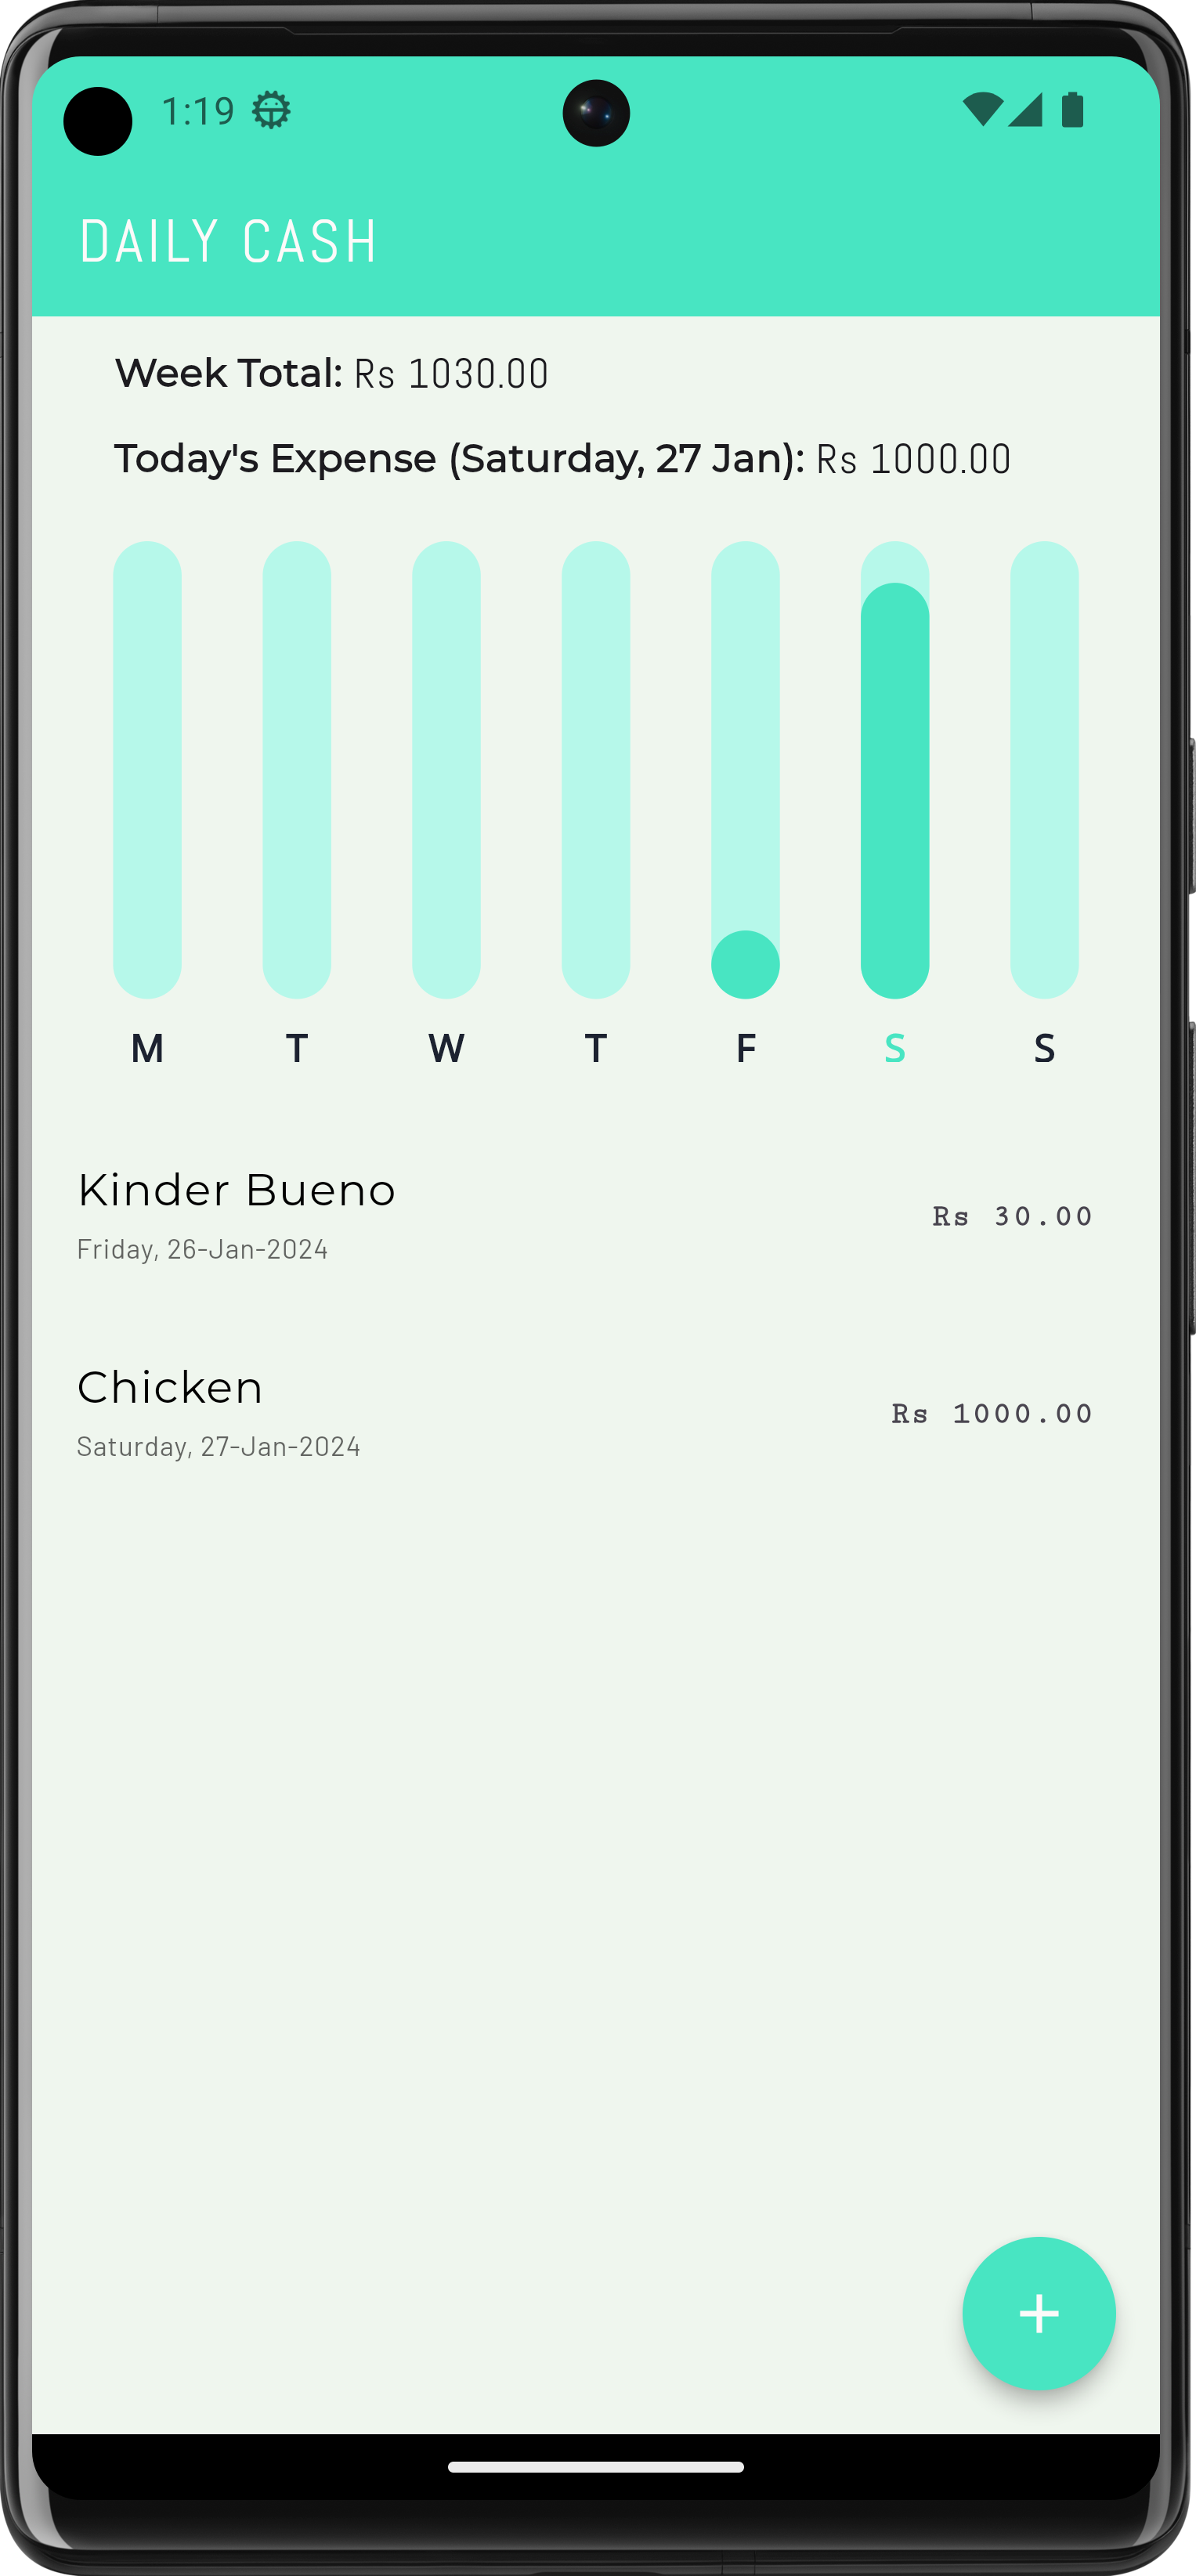 1:19
DAILY CASH
Week Total: Rs 1030.00
Today's Expense (Saturday, 27 Jan): Rs 1000.00
M T W T F S S
Kinder Bueno
Rs 30.00
Friday, 26-Jan-2024
Chicken
Rs 1000.00
Saturday, 27-Jan-2024